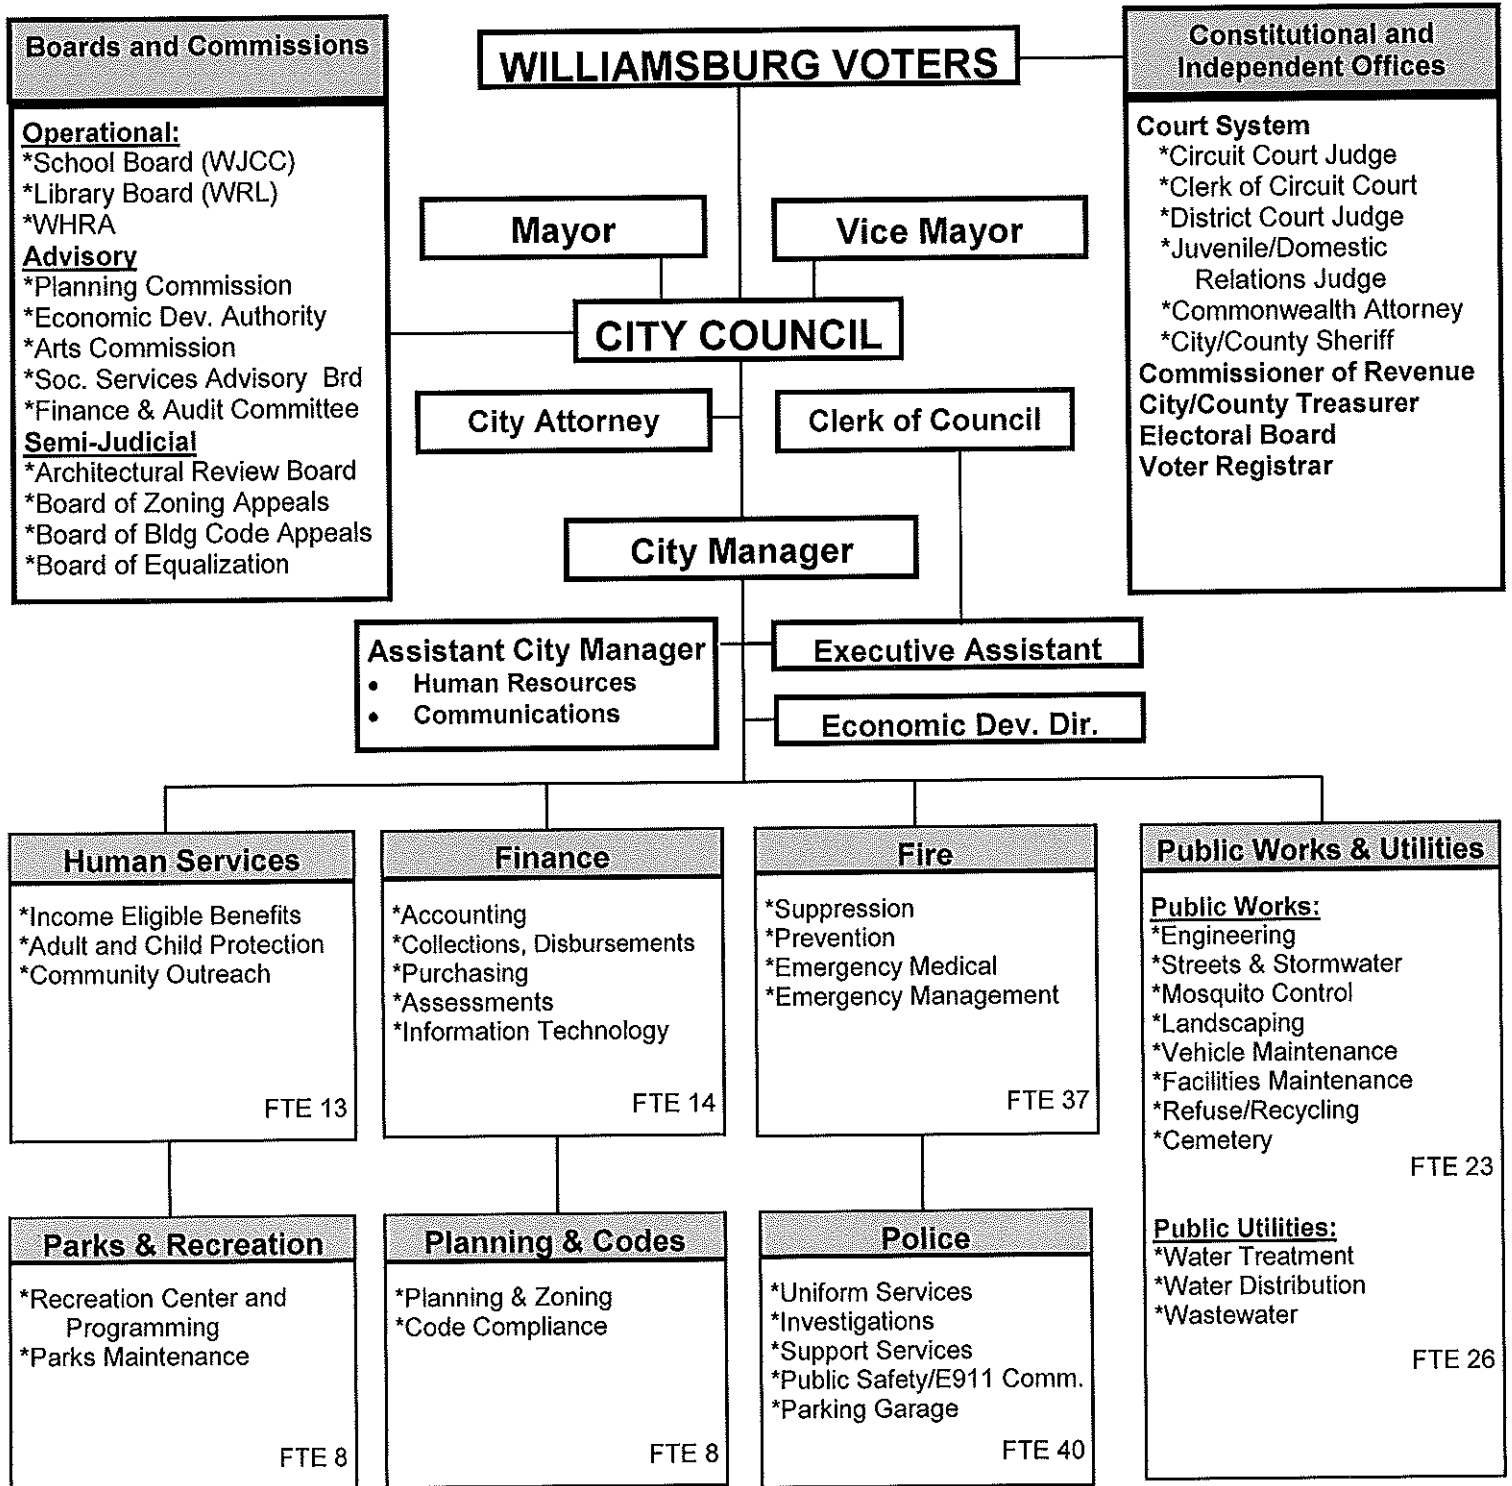 Boards and Commissions
Operational:
*School Board (WJCC)
*Library Board (WRL)
*WHRA
Advisory
*Planning Commission
*Economic Dev. Authority
*Arts Commission
*Soc. Services Advisory Brd
*Finance & Audit Committee
Semi-Judicial
*Architectural Review Board
*Board of Zoning Appeals
*Board of Bldg Code Appeals
*Board of Equalization
WILLIAMSBURG VOTERS
Mayor
Vice Mayor
CITY COUNCIL
City Attorney
Clerk of Council
City Manager
Assistant City Manager
• Human Resources
• Communications
Executive Assistant
Economic Dev. Dir.
Constitutional and
Independent Offices
Court System
*Circuit Court Judge
*Clerk of Circuit Court
*District Court Judge
*Juvenile/Domestic
Relations Judge
*Commonwealth Attorney
*City/County Sheriff
Commissioner of Revenue
City/County Treasurer
Electoral Board
Voter Registrar
Human Services
*Income Eligible Benefits
*Adult and Child Protection
*Community Outreach
FTE 13
Finance
*Accounting
*Collections, Disbursements
*Purchasing
*Assessments
*Information Technology
FTE 14
Fire
*Suppression
*Prevention
*Emergency Medical
*Emergency Management
FTE 37
Public Works & Utilities
Public Works:
*Engineering
*Streets & Stormwater
*Mosquito Control
*Landscaping
*Vehicle Maintenance
*Facilities Maintenance
*Refuse/Recycling
*Cemetery
FTE 23
Public Utilities:
*Water Treatment
*Water Distribution
*Wastewater
FTE 26
Parks & Recreation
*Recreation Center and
Programming
*Parks Maintenance
FTE 8
Planning & Codes
*Planning & Zoning
*Code Compliance
FTE 8
Police
*Uniform Services
*Investigations
*Support Services
*Public Safety/E911 Comm.
*Parking Garage
FTE 40